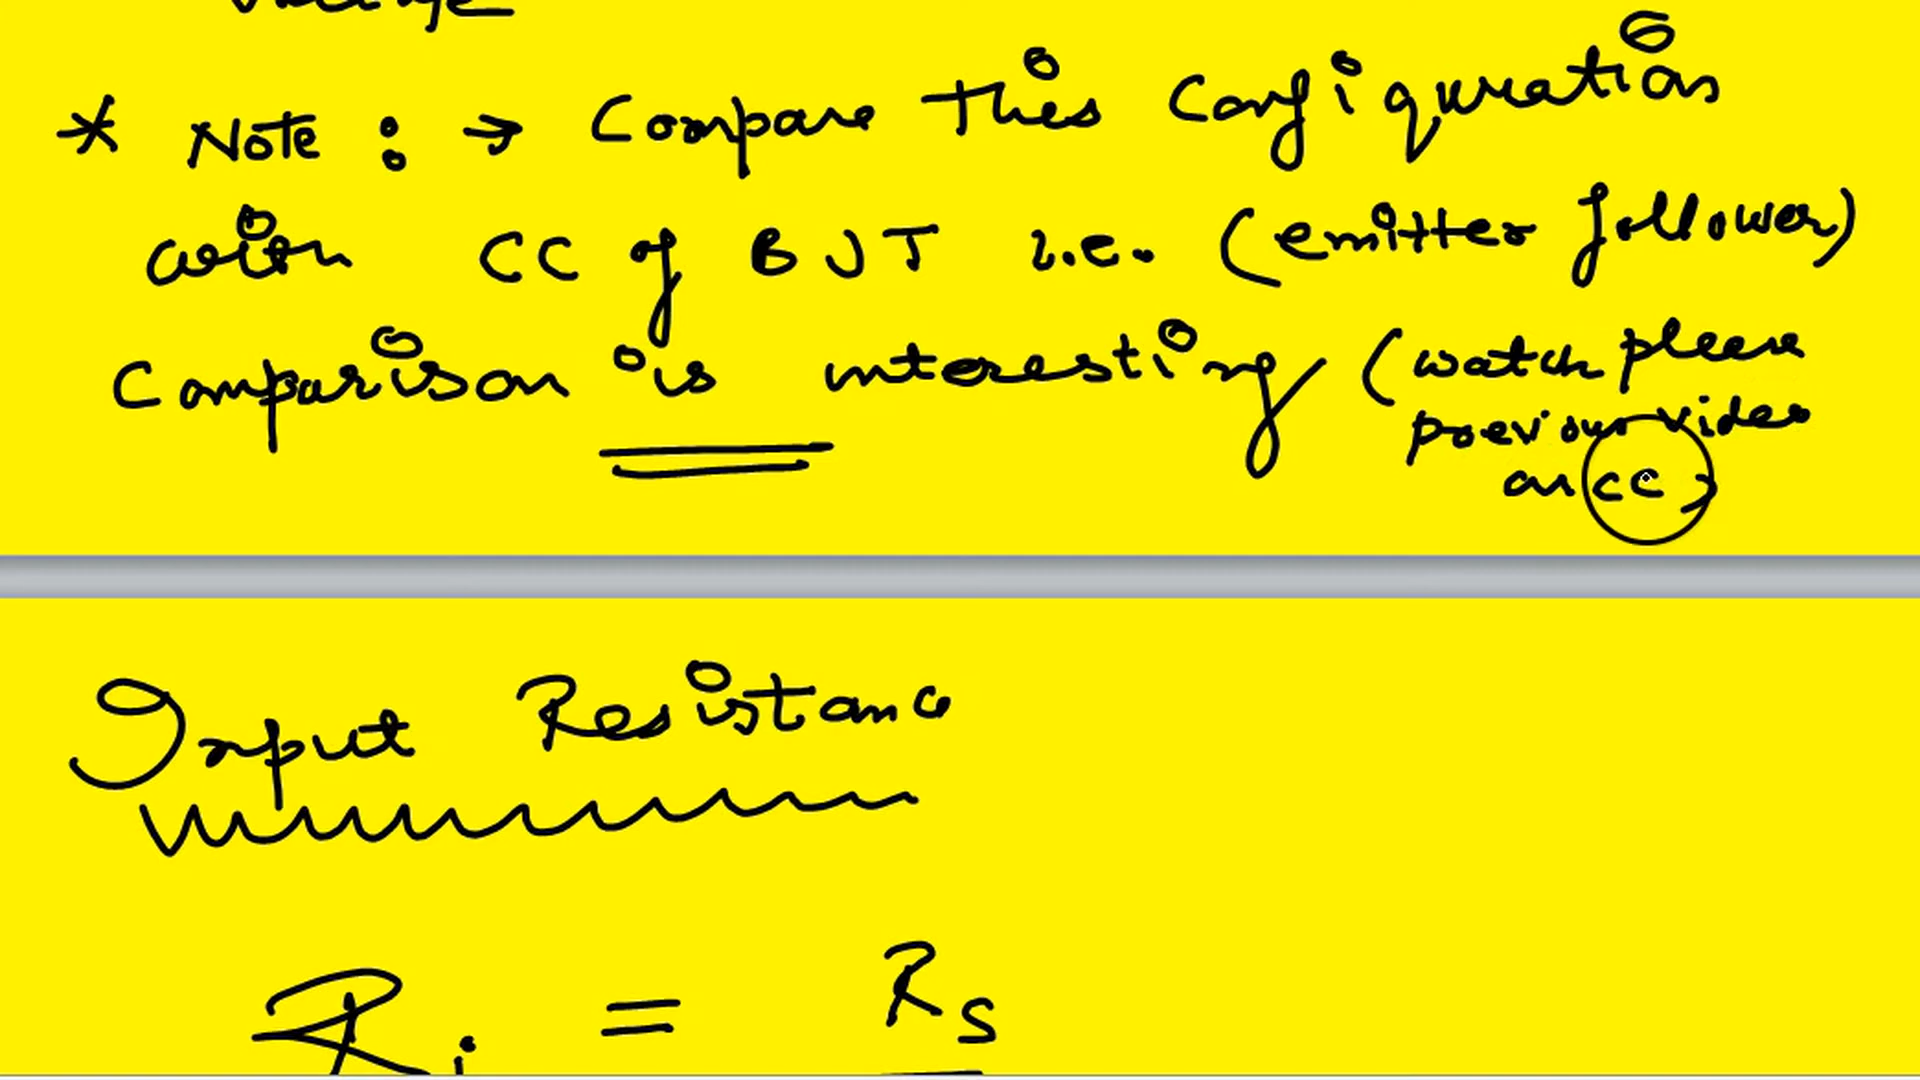 * Note : → Compare this Configuration
with CC of BJT i.e. (emitter follower)
Comparison is interesting (watch please
previous video
on CC)
Input Resistance
Ri = Rs